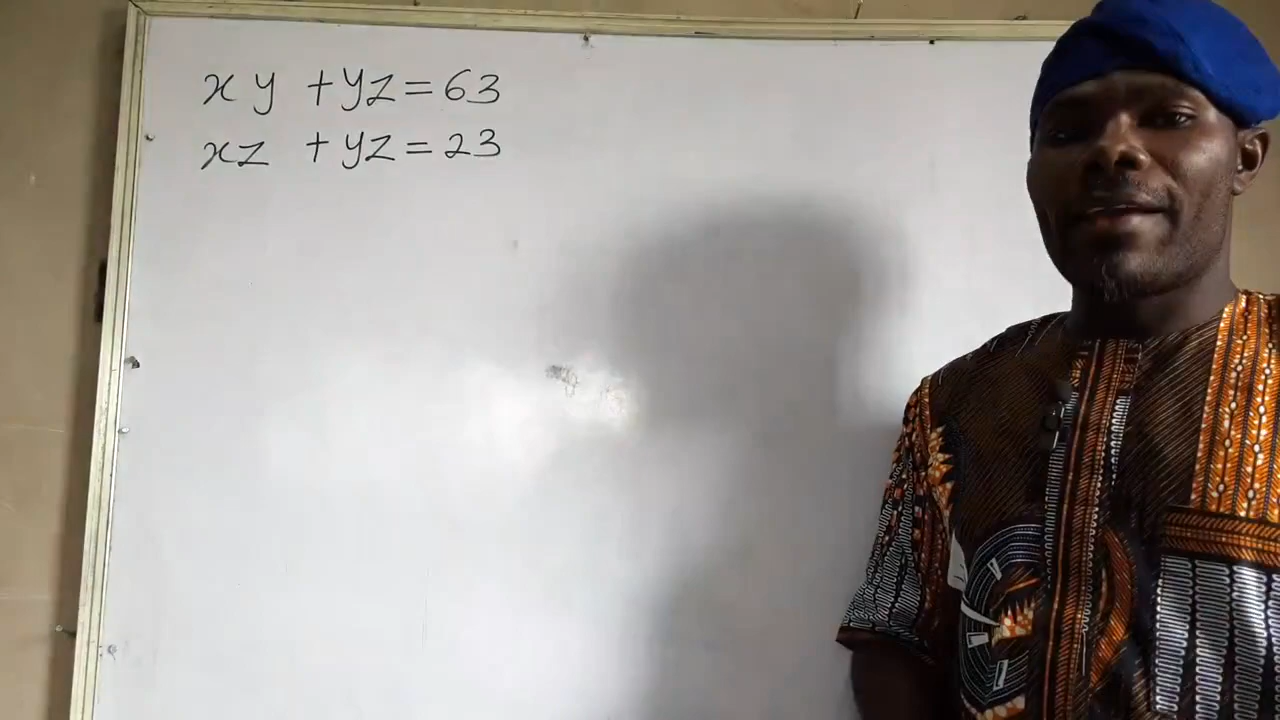 xy + yz = 63
xz + yz = 23